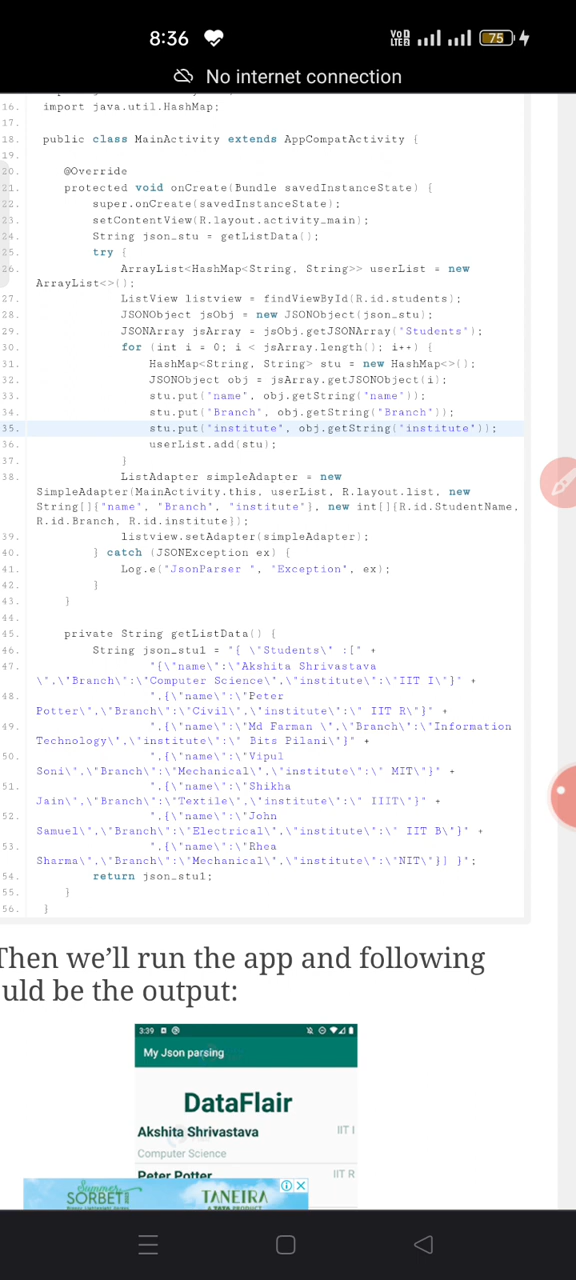 8:36
Vo LTE2
75
No internet connection
16. import java.util.HashMap;
17.
18. public class MainActivity extends AppCompatActivity {
19.
20. @Override
21. protected void onCreate(Bundle savedInstanceState) {
22. super.onCreate(savedInstanceState);
23. setContentView(R.layout.activity_main);
24. String json_stu = getListData();
25. try {
26. ArrayList<HashMap<String, String>> userList = new
ArrayList<>();
27. ListView listview = findViewById(R.id.students);
28. JSONObject jsObj = new JSONObject(json_stu);
29. JSONArray jsArray = jsObj.getJSONArray("Students");
30. for (int i = 0; i < jsArray.length(); i++) {
31. HashMap<String, String> stu = new HashMap<>();
32. JSONObject obj = jsArray.getJSONObject(i);
33. stu.put("name", obj.getString("name"));
34. stu.put("Branch", obj.getString("Branch"));
35. stu.put("institute", obj.getString("institute"));
36. userList.add(stu);
37. }
38. ListAdapter simpleAdapter = new
SimpleAdapter(MainActivity.this, userList, R.layout.list, new
String[]{"name", "Branch", "institute"}, new int[]{R.id.StudentName,
R.id.Branch, R.id.institute});
39. listview.setAdapter(simpleAdapter);
40. } catch (JSONException ex) {
41. Log.e("JsonParser ", "Exception", ex);
42. }
43. }
44.
45. private String getListData() {
46. String json_stu1 = "{ \"Students\" :[" +
47. "{\"name\":\"Akshita Shrivastava
\",\"Branch\":\"Computer Science\",\"institute\":\"IIT I\"}" +
48. ",{\"name\":\"Peter
Potter\",\"Branch\":\"Civil\",\"institute\":\" IIT R\"}" +
49. ",{\"name\":\"Md Farman \",\"Branch\":\"Information
Technology\",\"institute\":\" Bits Pilani\"}" +
50. ",{\"name\":\"Vipul
Soni\",\"Branch\":\"Mechanical\",\"institute\":\" MIT\"}" +
51. ",{\"name\":\"Shikha
Jain\",\"Branch\":\"Textile\",\"institute\":\" IIIT\"}" +
52. ",{\"name\":\"John
Samuel\",\"Branch\":\"Electrical\",\"institute\":\" IIT B\"}" +
53. ",{\"name\":\"Rhea
Sharma\",\"Branch\":\"Mechanical\",\"institute\":\"NIT\"}] }";
54. return json_stu1;
55. }
56. }
Then we'll run the app and following
uld be the output:
3:39
My Json parsing
DataFlair
Akshita Shrivastava IIT I
Computer Science
Peter Potter IIT R
Summer
SORBET
TANEIRA
A TATA PRODUCT